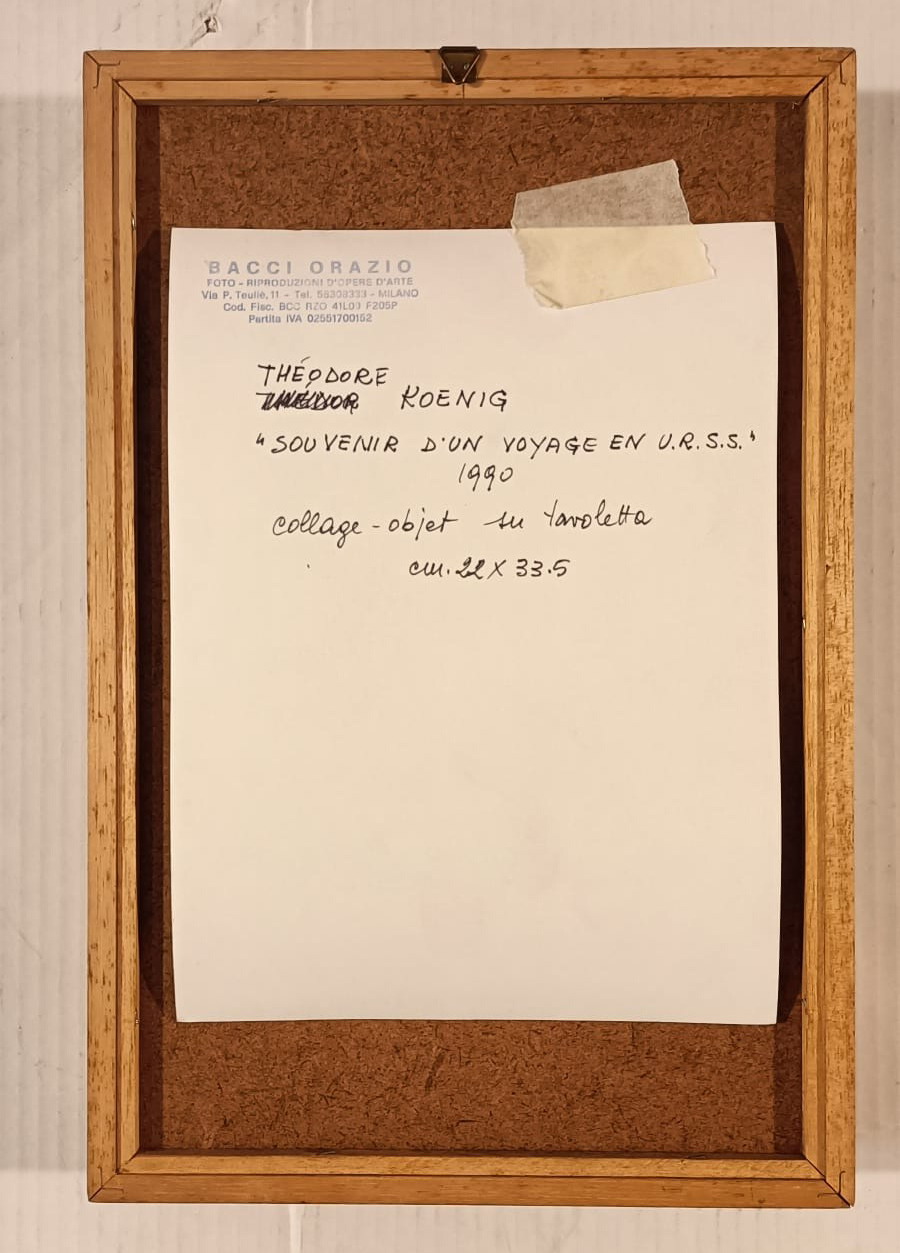 BACCI ORAZIO
FOTO - RIPRODUZIONI D'OPERE D'ARTE
Via P. Teulié, 11 - Tel. 58308333 - MILANO
Cod. Fisc. BCC RZO 41L03 F205P
Partita IVA 02551700152
THÉODORE
KOENIG
"SOUVENIR D'UN VOYAGE EN U.R.S.S."
1990
collage-objet su tavoletta
cm. 22 X 33.5